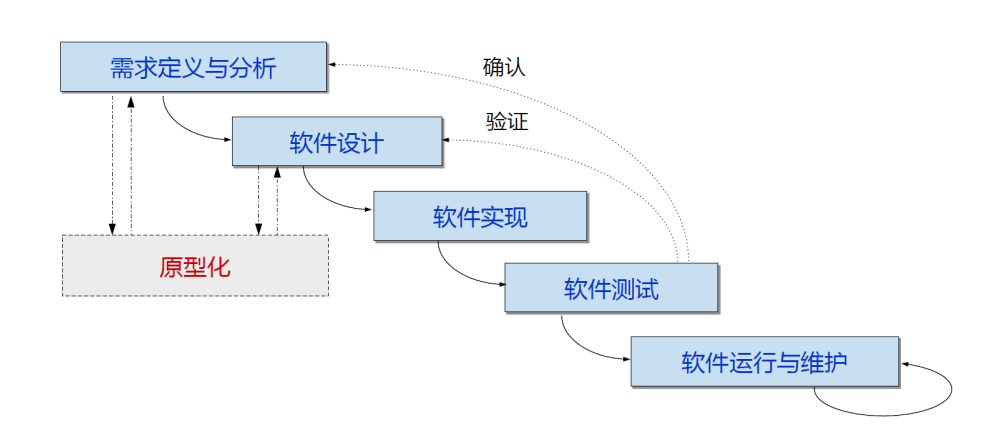 需求定义与分析
确认
验证
软件设计
软件实现
原型化
软件测试
软件运行与维护